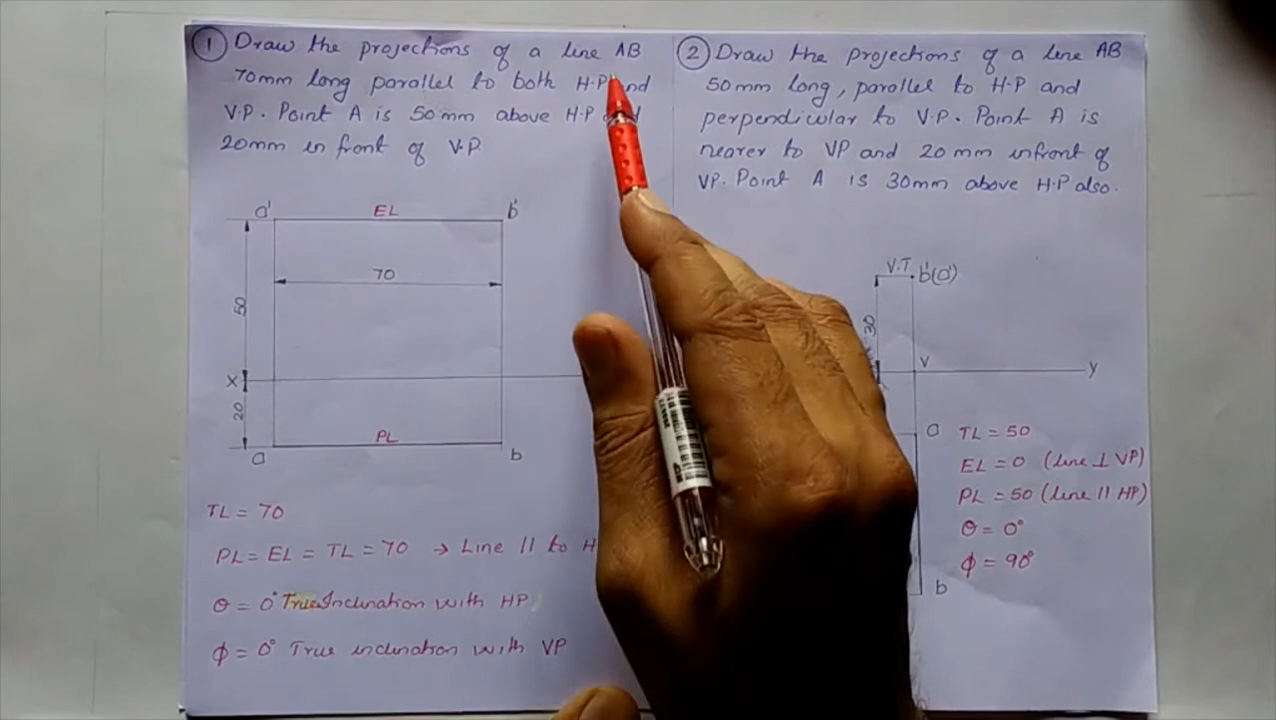 1 Draw the projections of a line AB
70mm long parallel to both H.P and
V.P. Point A is 50mm above H.P
20mm in front of V.P.
a' EL b'
70
50
X
20
PL
a b
TL = 70
PL = EL = TL = 70 → Line || to H
θ = 0° True Inclination with HP
ϕ = 0° True inclination with VP
2 Draw the projections of a line AB
50mm long, parallel to H.P and
perpendicular to V.P. Point A is
nearer to VP and 20 mm infront of
VP. Point A is 30mm above H.P also.
V.T b'(a')
30
V y
a
TL = 50
EL = 0 (line ⊥ VP)
PL = 50 (line || HP)
θ = 0°
ϕ = 90°
b